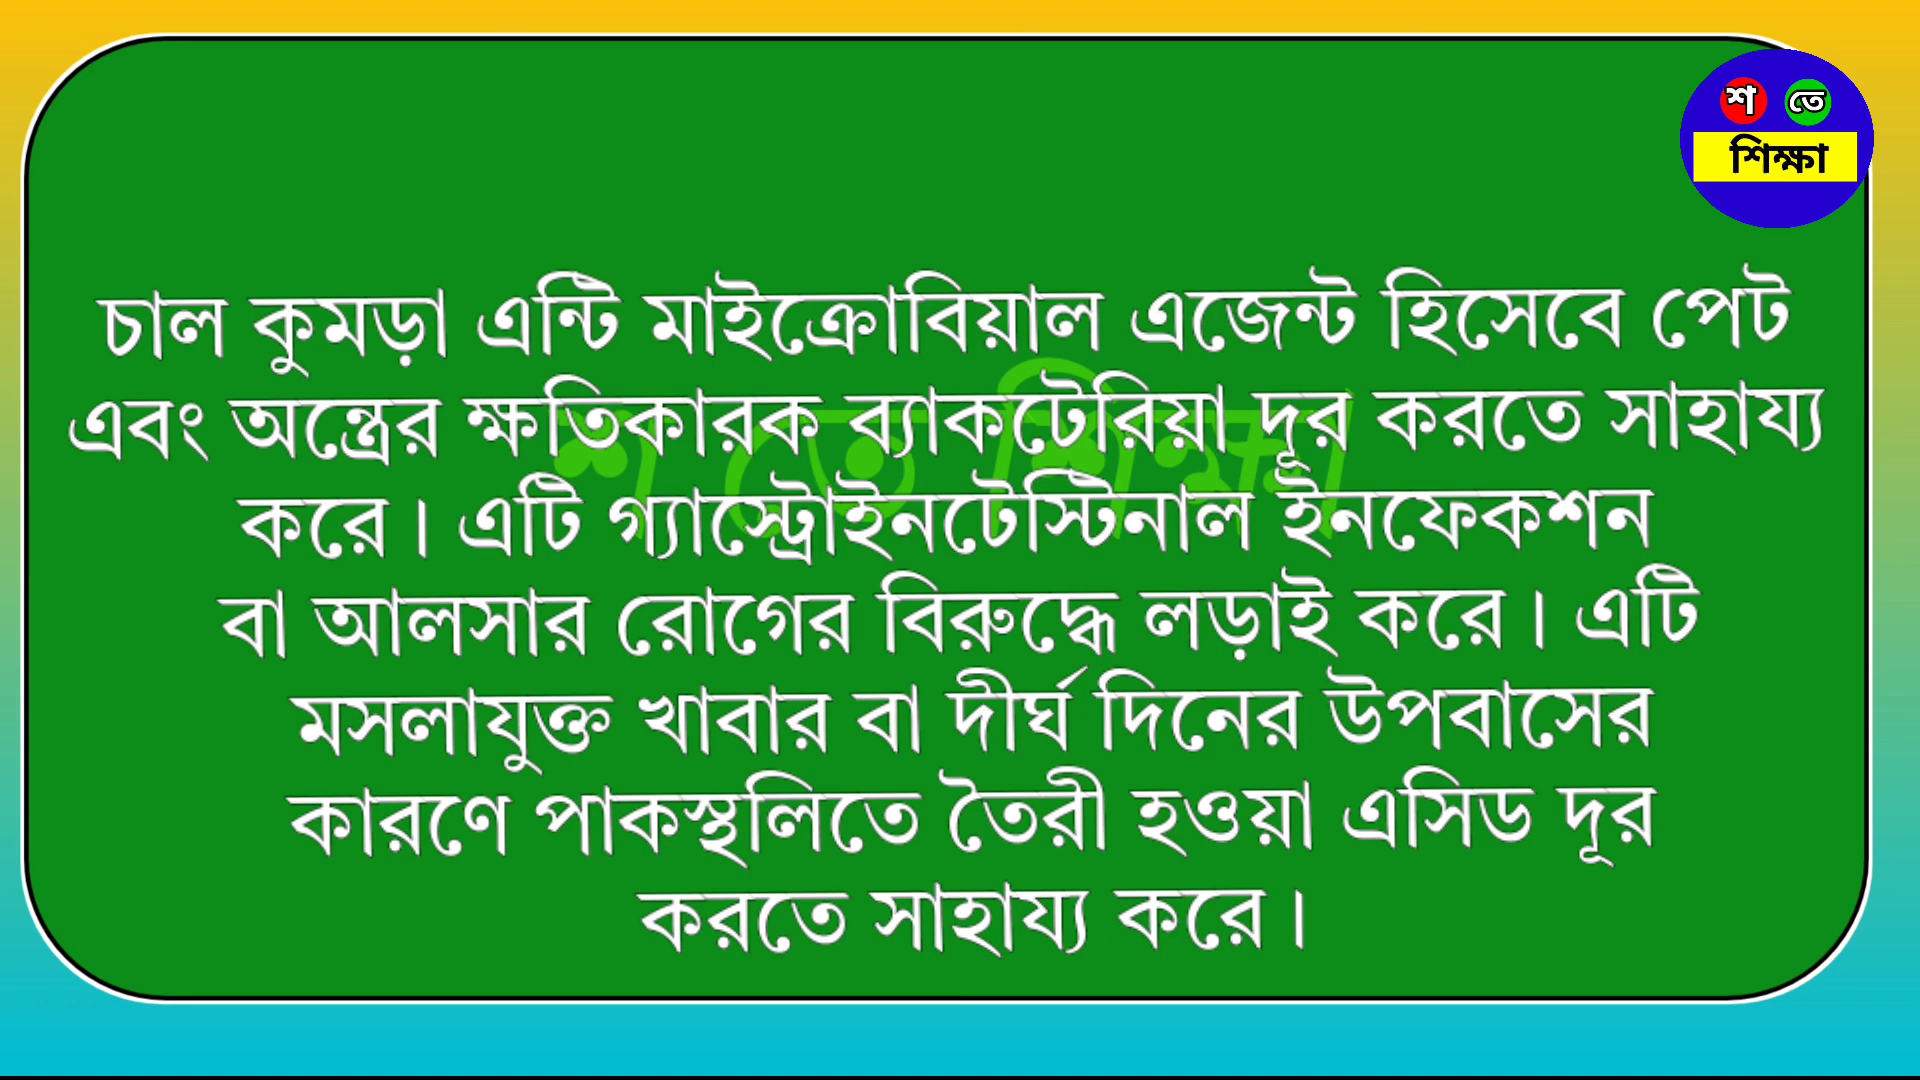 শ তে
শিক্ষা
চাল কুমড়া এন্টি মাইক্রোবিয়াল এজেন্ট হিসেবে পেট
এবং অন্ত্রের ক্ষতিকারক ব্যাকটেরিয়া দূর করতে সাহায্য
করে। এটি গ্যাস্ট্রোইনটেস্টিনাল ইনফেকশন
বা আলসার রোগের বিরুদ্ধে লড়াই করে। এটি
মসলাযুক্ত খাবার বা দীর্ঘ দিনের উপবাসের
কারণে পাকস্থলিতে তৈরী হওয়া এসিড দূর
করতে সাহায্য করে।
শ তে শিক্ষা